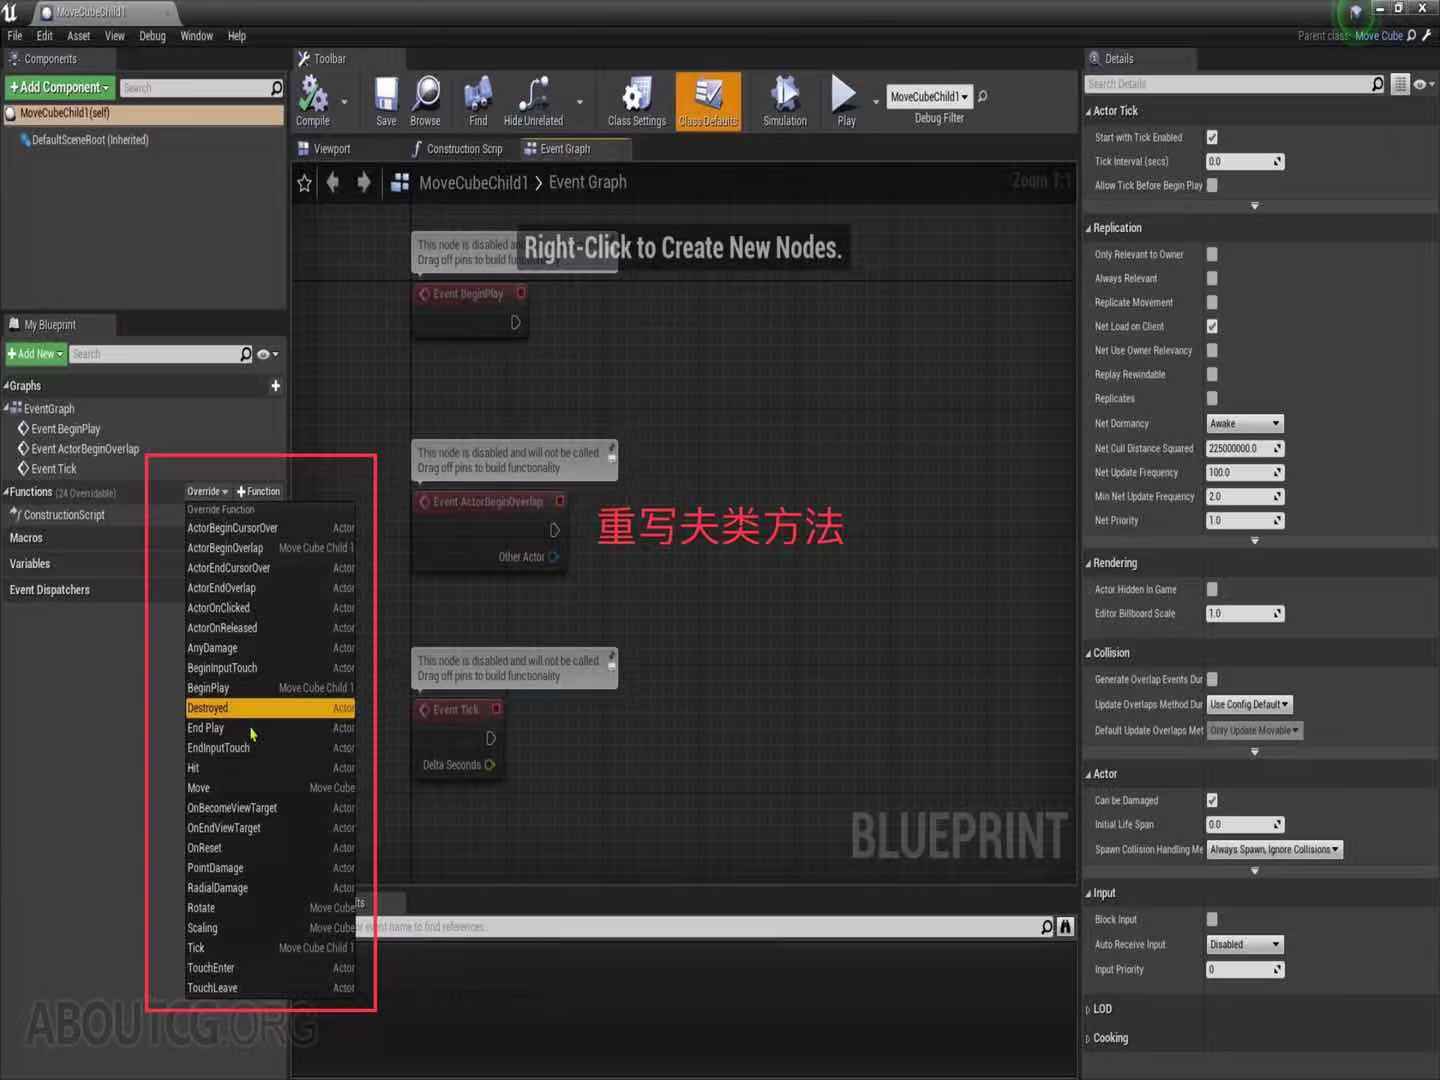 MoveCubeChild1
File Edit Asset View Debug Window Help
Parent class: Move Cube
Components
+Add Component
Search
MoveCubeChild1(self)
DefaultSceneRoot (Inherited)
My Blueprint
+Add New
Search
Graphs
EventGraph
Event BeginPlay
Event ActorBeginOverlap
Event Tick
Functions (24 Overridable)
Override
+Function
ConstructionScript
Macros
Variables
Event Dispatchers
Override Function
ActorBeginCursorOver Actor
ActorBeginOverlap Move Cube Child 1
ActorEndCursorOver Actor
ActorEndOverlap Actor
ActorOnClicked Actor
ActorOnReleased Actor
AnyDamage Actor
BeginInputTouch Actor
BeginPlay Move Cube Child 1
Destroyed Actor
End Play Actor
EndInputTouch Actor
Hit Actor
Move Move Cube
OnBecomeViewTarget Actor
OnEndViewTarget Actor
OnReset Actor
PointDamage Actor
RadialDamage Actor
Rotate Move Cube
Scaling Move Cube
Tick Move Cube Child 1
TouchEnter Actor
TouchLeave Actor
ABOUTCG.ORG
Toolbar
Compile
Save
Browse
Find
Hide Unrelated
Class Settings
Class Defaults
Simulation
Play
MoveCubeChild1
Debug Filter
Viewport
Construction Scrip
Event Graph
MoveCubeChild1 > Event Graph
Zoom 1:1
Right-Click to Create New Nodes.
This node is disabled an
Drag off pins to build fu
Event BeginPlay
This node is disabled and will not be called.
Drag off pins to build functionality
Event ActorBeginOverlap
Other Actor
重写夫类方法
This node is disabled and will not be called.
Drag off pins to build functionality
Event Tick
Delta Seconds
BLUEPRINT
event name to find references...
Details
Search Details
Actor Tick
Start with Tick Enabled
Tick Interval (secs) 0.0
Allow Tick Before Begin Play
Replication
Only Relevant to Owner
Always Relevant
Replicate Movement
Net Load on Client
Net Use Owner Relevancy
Replay Rewindable
Replicates
Net Dormancy Awake
Net Cull Distance Squared 225000000.0
Net Update Frequency 100.0
Min Net Update Frequency 2.0
Net Priority 1.0
Rendering
Actor Hidden In Game
Editor Billboard Scale 1.0
Collision
Generate Overlap Events Dur
Update Overlaps Method Dur Use Config Default
Default Update Overlaps Met Only Update Movable
Actor
Can be Damaged
Initial Life Span 0.0
Spawn Collision Handling Me Always Spawn, Ignore Collisions
Input
Block Input
Auto Receive Input Disabled
Input Priority 0
LOD
Cooking